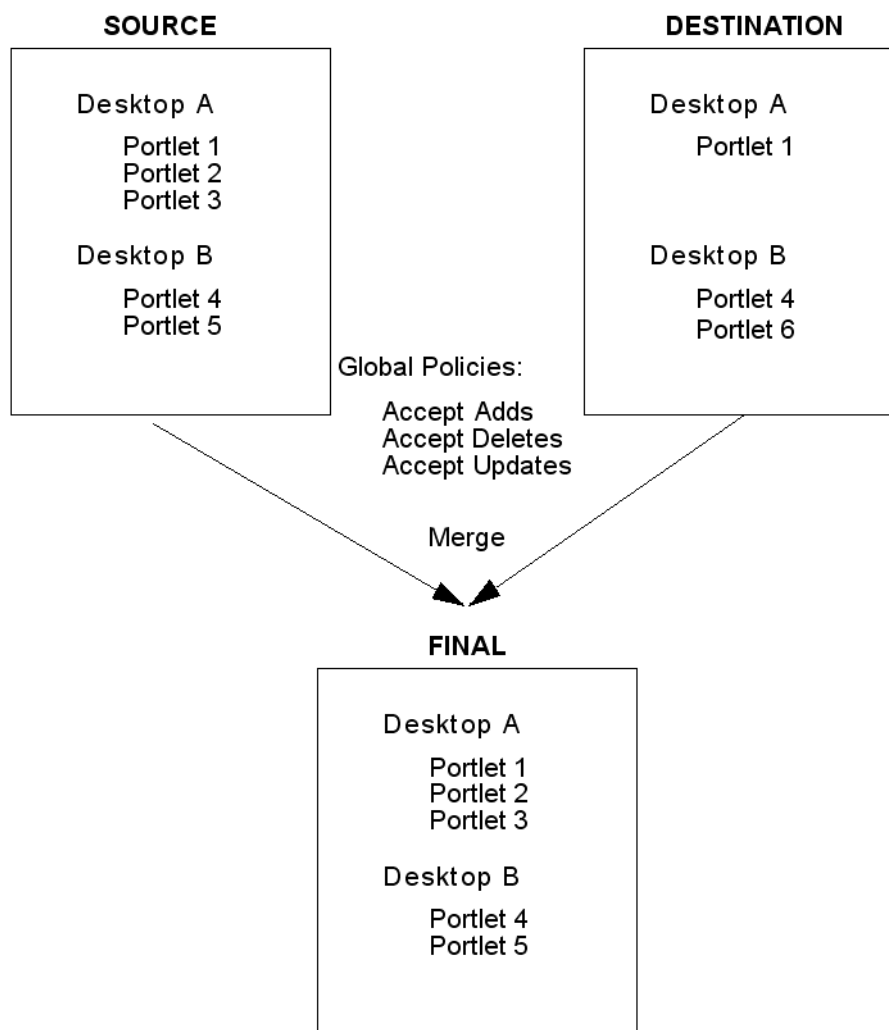 SOURCE
Desktop A
Portlet 1
Portlet 2
Portlet 3
Desktop B
Portlet 4
Portlet 5
DESTINATION
Desktop A
Portlet 1
Desktop B
Portlet 4
Portlet 6
Global Policies:
Accept Adds
Accept Deletes
Accept Updates
Merge
FINAL
Desktop A
Portlet 1
Portlet 2
Portlet 3
Desktop B
Portlet 4
Portlet 5